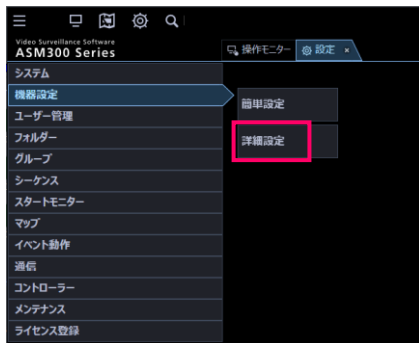 Video Surveillance Software
ASM300 Series
操作モニター
設定 ×
システム
機器設定
簡単設定
ユーザー管理
フォルダー
詳細設定
グループ
シーケンス
スタートモニター
マップ
イベント動作
通信
コントローラー
メンテナンス
ライセンス登録